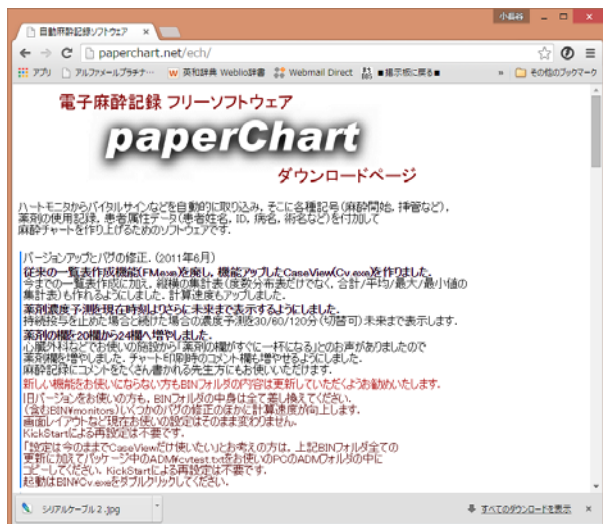 小長谷
自動麻酔記録ソフトウェア
paperchart.net/ech/
アプリ アルファメールプラチナ… 英和辞典 Weblio辞書 Webmail Direct ■掲示板に戻る■ » その他のブックマーク
電子麻酔記録 フリーソフトウェア
paperChart
ダウンロードページ
ハートモニタからバイタルサインなどを自動的に取り込み，そこに各種記号（麻酔開始，挿管など），
薬剤の使用記録，患者属性データ（患者姓名，ID，病名，術名など）を付加して
麻酔チャートを作り上げるためのソフトウェアです．
バージョンアップとバグの修正．（2011年6月）
従来の一覧表作成機能(FM.exe)を廃し，機能アップしたCaseView(Cv.exe)を作りました．
今までの一覧表作成に加え，縦横の集計表（度数分布表だけでなく，合計/平均/最大/最小値の
集計表）も作れるようにしました．計算速度もアップしました．
薬剤濃度予測を現在時刻よりさらに未来まで表示するようにしました．
持続投与を止めた場合と続けた場合の濃度予測を30/60/120分（切替可）未来まで表示します．
薬剤の欄を20欄から24欄へ増やしました．
心臓外科などでお使いの施設から「薬剤の欄がすぐに一杯になる」とのお声がありましたので
薬剤欄を増やしました．チャート印刷時のコメント欄も増やせるようにしました．
麻酔記録にコメントをたくさん書かれる先生方にもお使いいただけます．
新しい機能をお使いにならない方もBINフォルダの内容は更新していただくようお勧めいたします．
旧バージョンをお使いの方も，BINフォルダの中身は全て差し換えてください．
（含むBIN¥monitors）いくつかのバグの修正のほかに計算速度が向上します．
画面レイアウトなど現在お使いの設定はそのまま変わりません．
KickStartによる再設定は不要です．
「設定は今のままでCaseViewだけ使いたい」とお考えの方は，上記BINフォルダ全ての
更新に加えてパッケージ中のADM¥cvtest.txtをお使いのPCのADMフォルダの中に
コピーしてください．KickStartによる再設定は不要です．
起動はBIN¥Cv.exeをダブルクリックしてください．
シリアルケーブル2.jpg すべてのダウンロードを表示